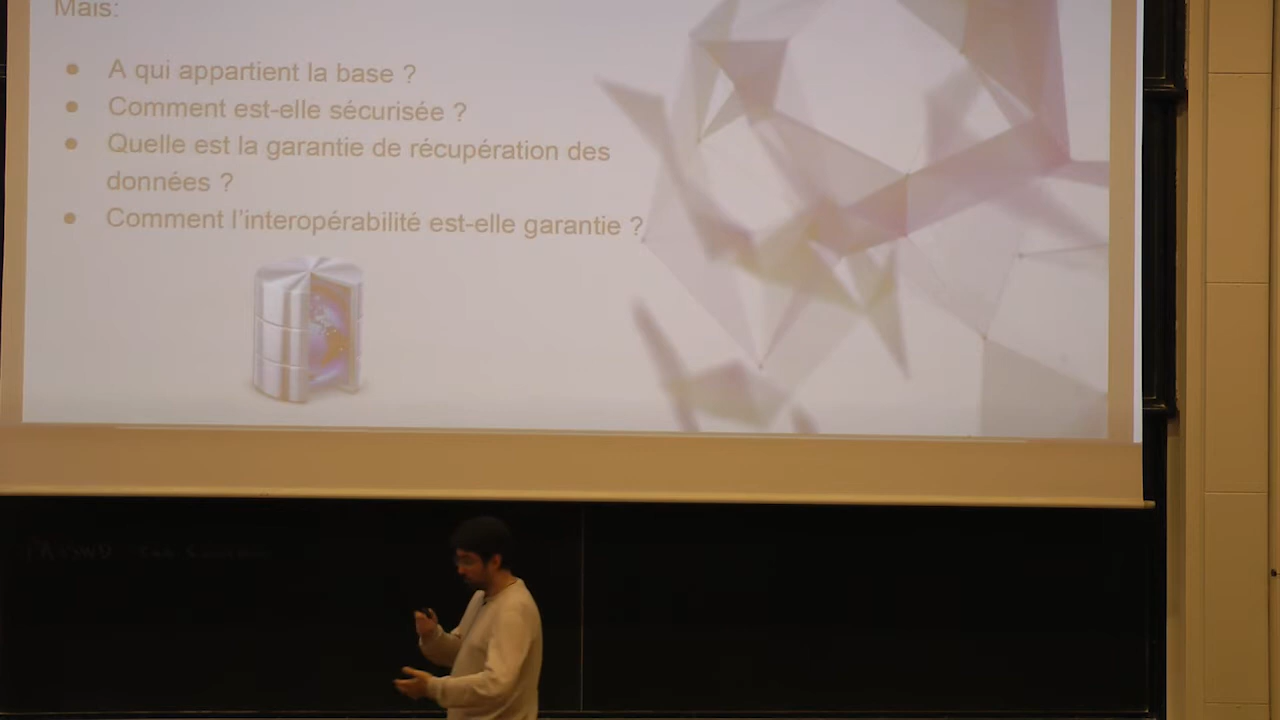 Mais:
A qui appartient la base ?
Comment est-elle sécurisée ?
Quelle est la garantie de récupération des
données ?
Comment l'interopérabilité est-elle garantie ?